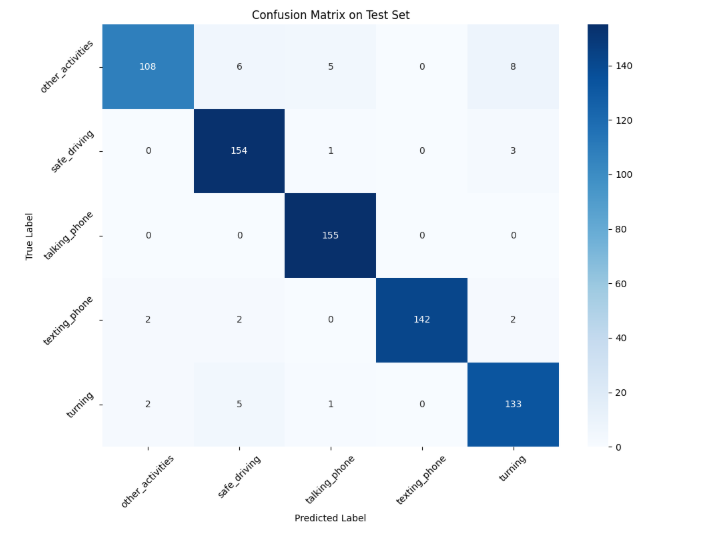 Confusion Matrix on Test Set
other_activities
108 6 5 0 8
safe_driving
0 154 1 0 3
talking_phone
0 0 155 0 0
texting_phone
2 2 0 142 2
turning
2 5 1 0 133
True Label
other_activities
safe_driving
talking_phone
texting_phone
turning
Predicted Label
140
120
100
80
60
40
20
0